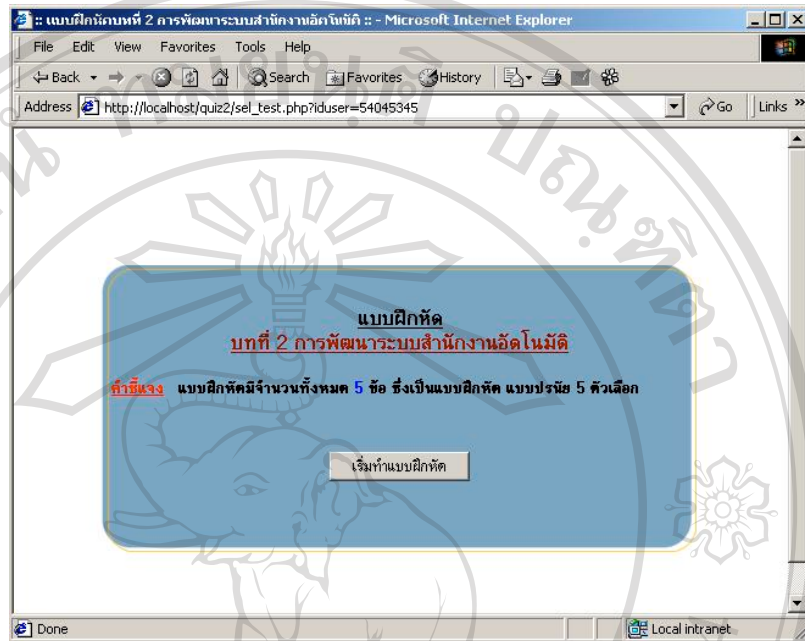 :: แบบฝึกหัดบทที่ 2 การพัฒนาระบบสำนักงานอัตโนมัติ :: - Microsoft Internet Explorer
File Edit View Favorites Tools Help
Back Search Favorites History
Address http://localhost/quiz2/sel_test.php?iduser=54045345 Go Links »
แบบฝึกหัด
บทที่ 2 การพัฒนาระบบสำนักงานอัตโนมัติ
คำชี้แจง แบบฝึกหัดมีจำนวนทั้งหมด 5 ข้อ ซึ่งเป็นแบบฝึกหัด แบบปรนัย 5 ตัวเลือก
เริ่มทำแบบฝึกหัด
Done Local intranet